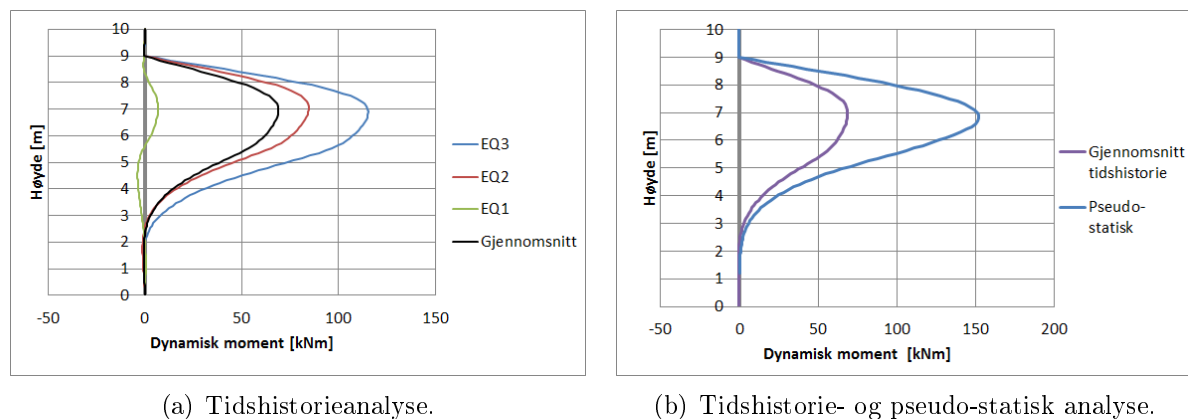 10
9
8
7
6
5
4
3
2
1
0
Høyde [m]
-50
0
50
100
150
Dynamisk moment [kNm]
EQ3
EQ2
EQ1
Gjennomsnitt
(a) Tidshistorieanalyse.
10
9
8
7
6
5
4
3
2
1
0
Høyde [m]
-50
0
50
100
150
200
Dynamisk moment [kNm]
Gjennomsnitt
tidshistorie
Pseudo-
statisk
(b) Tidshistorie- og pseudo-statisk analyse.